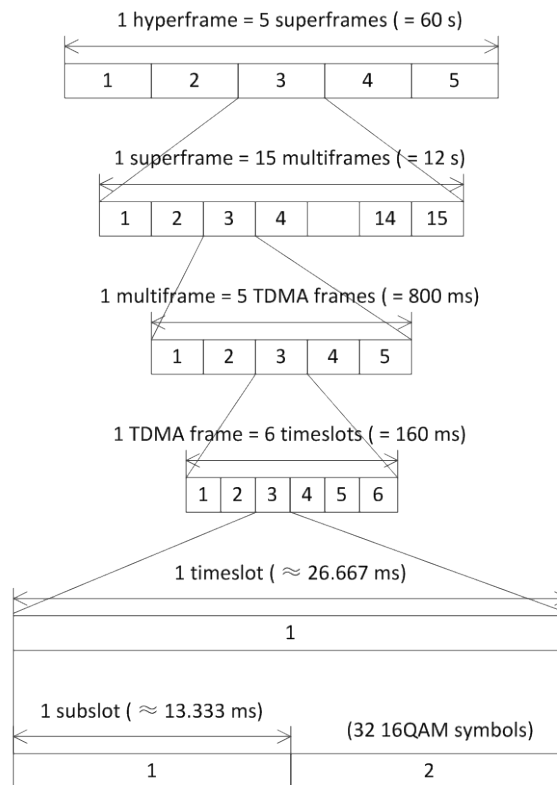 1 hyperframe = 5 superframes ( = 60 s)
1 2 3 4 5
1 superframe = 15 multiframes (= 12 s)
1 2 3 4 14 15
1 multiframe = 5 TDMA frames ( = 800 ms)
1 2 3 4 5
1 TDMA frame = 6 timeslots ( = 160 ms)
1 2 3 4 5 6
1 timeslot ( ≈ 26.667 ms)
1
1 subslot ( ≈ 13.333 ms)
(32 16QAM symbols)
1 2